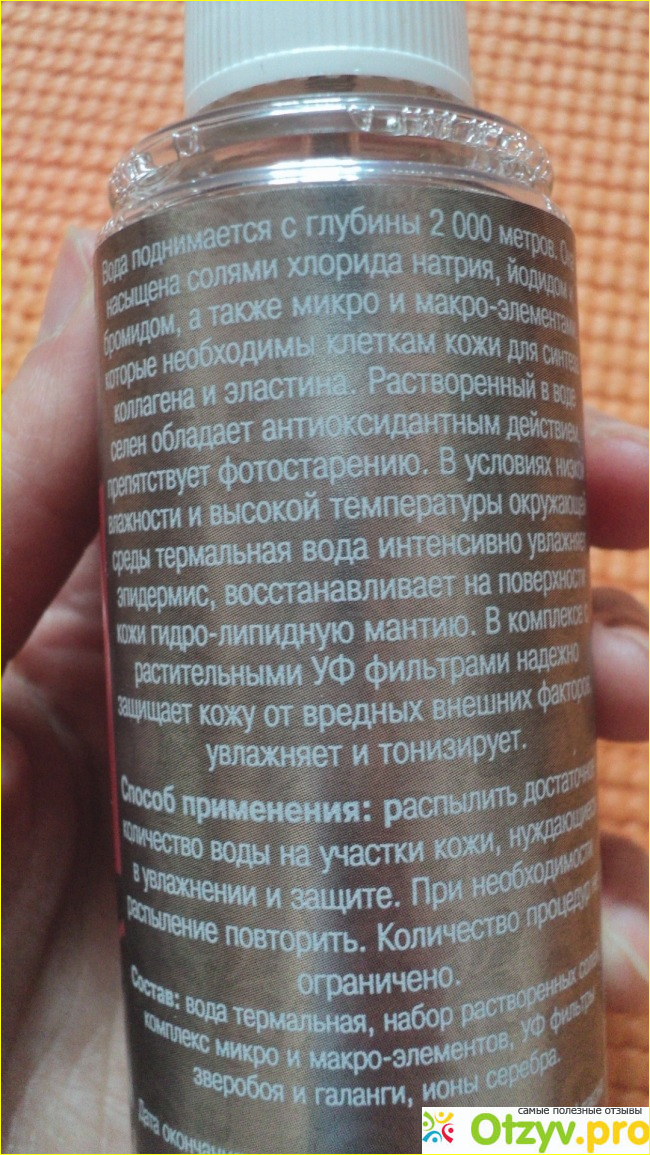 Вода поднимается с глубины 2 000 метров. Она
насыщена солями хлорида натрия, йодидом и
бромидом, а также микро и макро-элементами
которые необходимы клеткам кожи для синтеза
коллагена и эластина. Растворенный в воде
селен обладает антиоксидантным действием,
препятствует фотостарению. В условиях низкой
влажности и высокой температуры окружающей
среды термальная вода интенсивно увлажняет
эпидермис, восстанавливает на поверхности
кожи гидро-липидную мантию. В комплексе с
растительными УФ фильтрами надежно
защищает кожу от вредных внешних факторов,
увлажняет и тонизирует.
Способ применения: распылить достаточное
количество воды на участки кожи, нуждающиеся
в увлажнении и защите. При необходимости
распыление повторить. Количество процедур не
ограничено.
Состав: вода термальная, набор растворенных солей,
комплекс микро и макро-элементов, УФ фильтры
зверобоя и галанги, ионы серебра.
Дата
самые полезные отзывы
Otzyv.pro